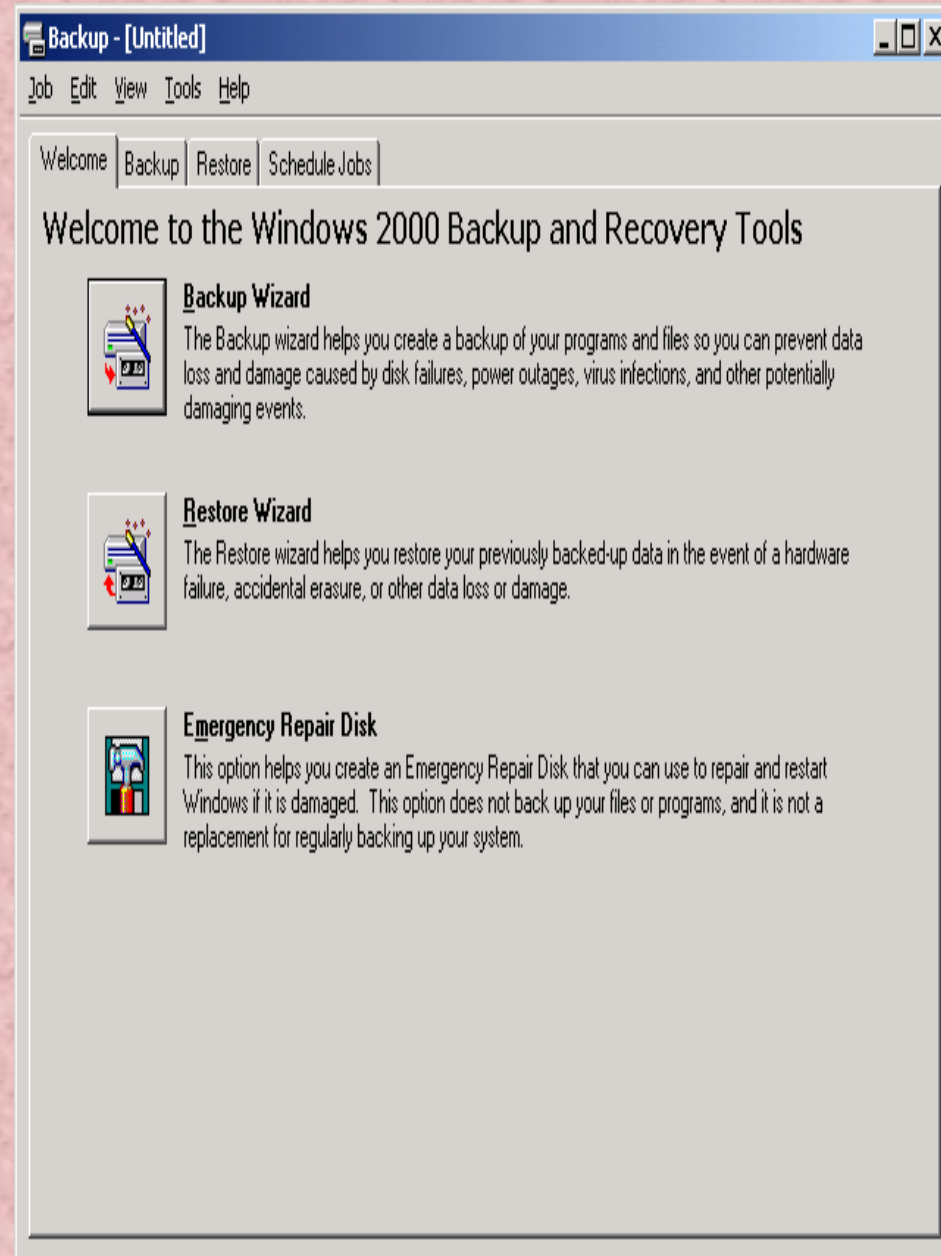 Backup - [Untitled]
Job Edit View Tools Help
Welcome Backup Restore Schedule Jobs
Welcome to the Windows 2000 Backup and Recovery Tools
Backup Wizard
The Backup wizard helps you create a backup of your programs and files so you can prevent data
loss and damage caused by disk failures, power outages, virus infections, and other potentially
damaging events.
Restore Wizard
The Restore wizard helps you restore your previously backed-up data in the event of a hardware
failure, accidental erasure, or other data loss or damage.
Emergency Repair Disk
This option helps you create an Emergency Repair Disk that you can use to repair and restart
Windows if it is damaged. This option does not back up your files or programs, and it is not a
replacement for regularly backing up your system.